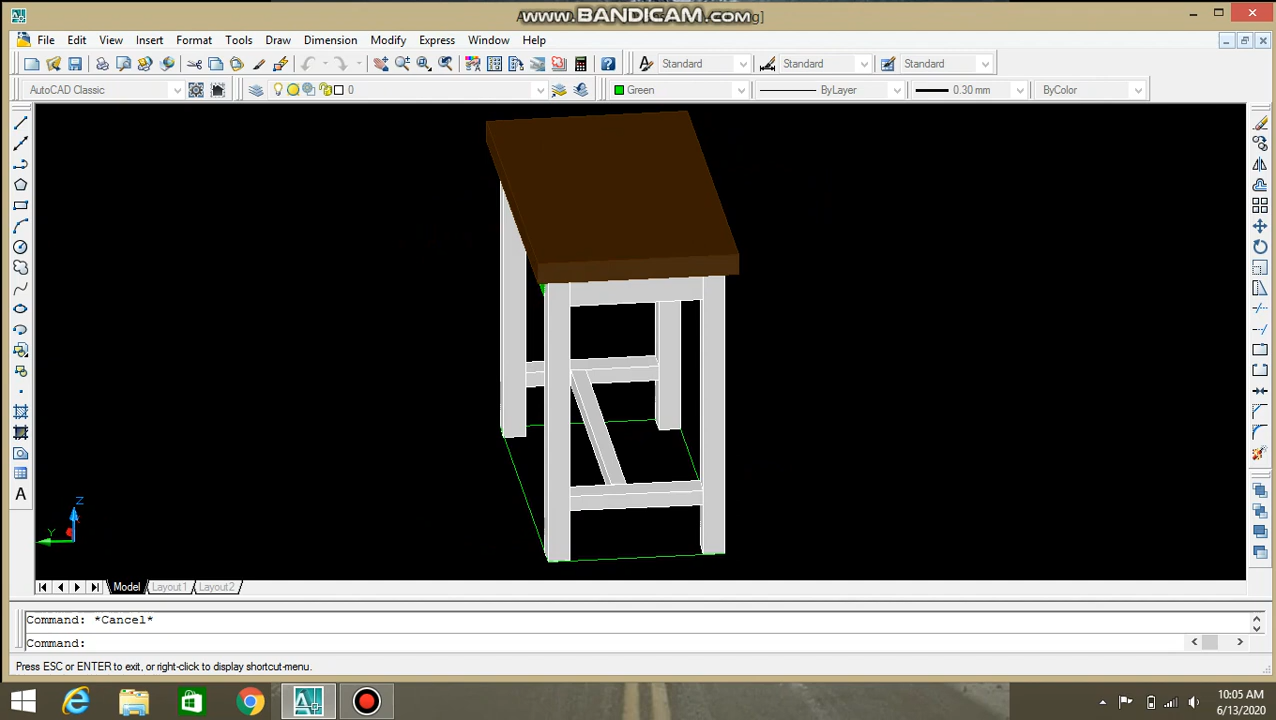 A www.BANDICAM.com g]
File Edit View Insert Format Tools Draw Dimension Modify Express Window Help
Standard Standard Standard
AutoCAD Classic 0 Green ByLayer 0.30 mm ByColor
A
Z
Y
Model Layout1 Layout2
Command: *Cancel*
Command:
Press ESC or ENTER to exit, or right-click to display shortcut-menu.
10:05 AM
6/13/2020